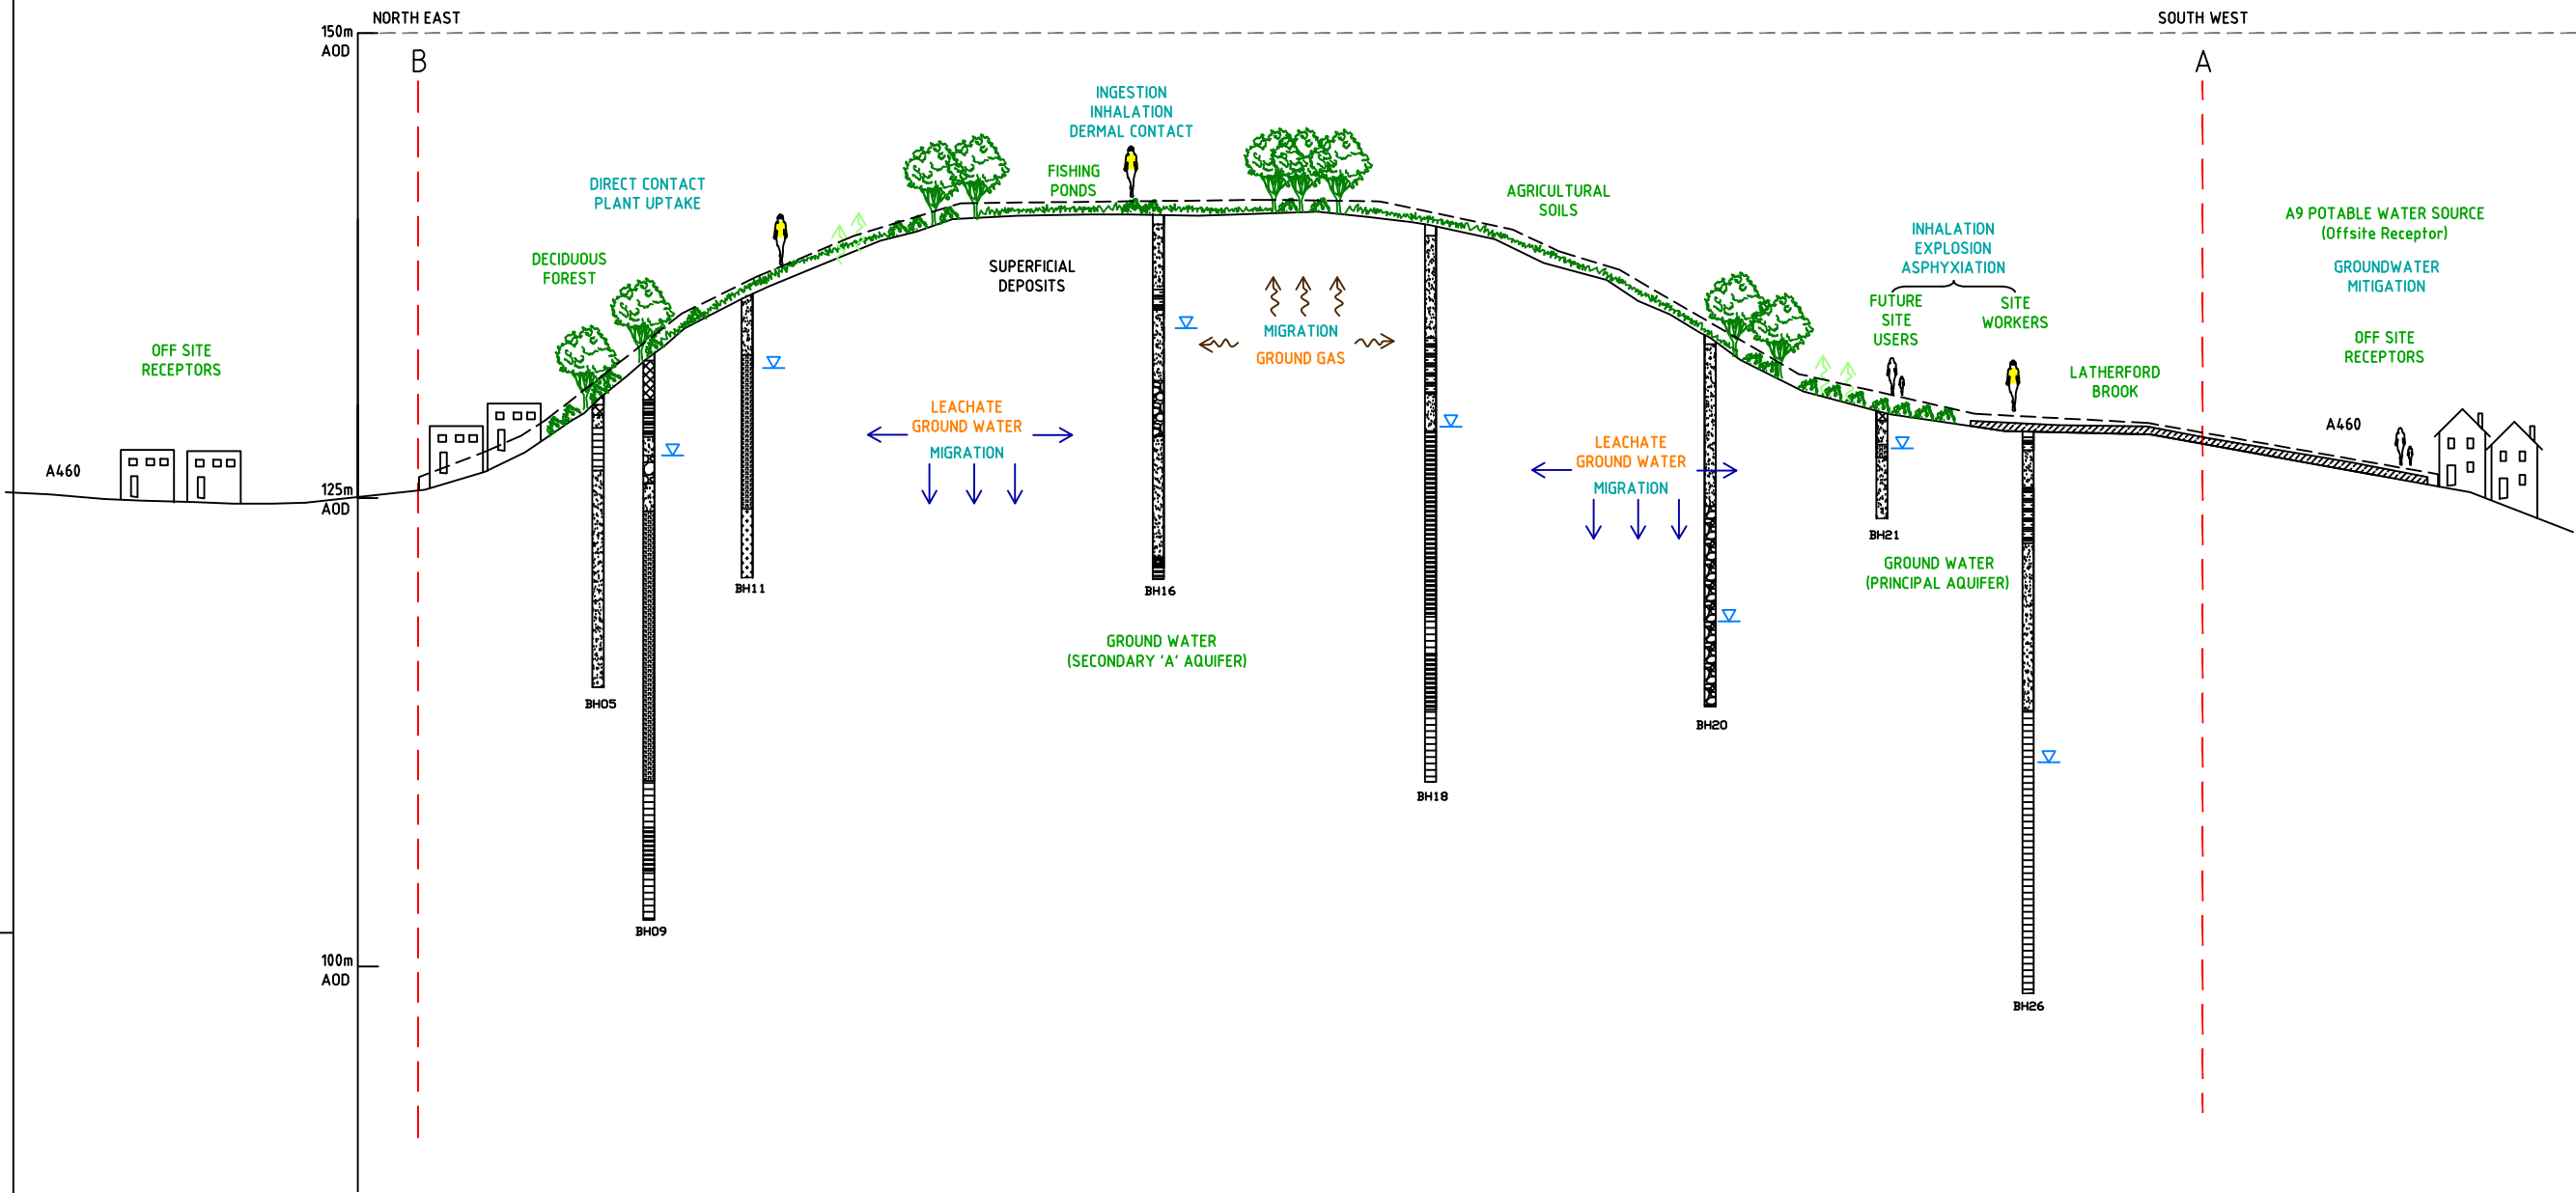 NORTH EAST
SOUTH WEST
150m
AOD
B
A
INGESTION
INHALATION
DERMAL CONTACT
FISHING
PONDS
DIRECT CONTACT
PLANT UPTAKE
AGRICULTURAL
SOILS
A9 POTABLE WATER SOURCE
(Offsite Receptor)
GROUNDWATER
MITIGATION
INHALATION
EXPLOSION
ASPHYXIATION
DECIDUOUS
FOREST
SUPERFICIAL
DEPOSITS
FUTURE
SITE
USERS
SITE
WORKERS
MIGRATION
GROUND GAS
OFF SITE
RECEPTORS
OFF SITE
RECEPTORS
LATHERFORD
BROOK
LEACHATE
GROUND WATER
MIGRATION
A460
A460
LEACHATE
GROUND WATER
MIGRATION
125m
AOD
BH21
GROUND WATER
(PRINCIPAL AQUIFER)
BH11
BH16
GROUND WATER
(SECONDARY 'A' AQUIFER)
BH05
BH20
BH18
BH09
100m
AOD
BH26